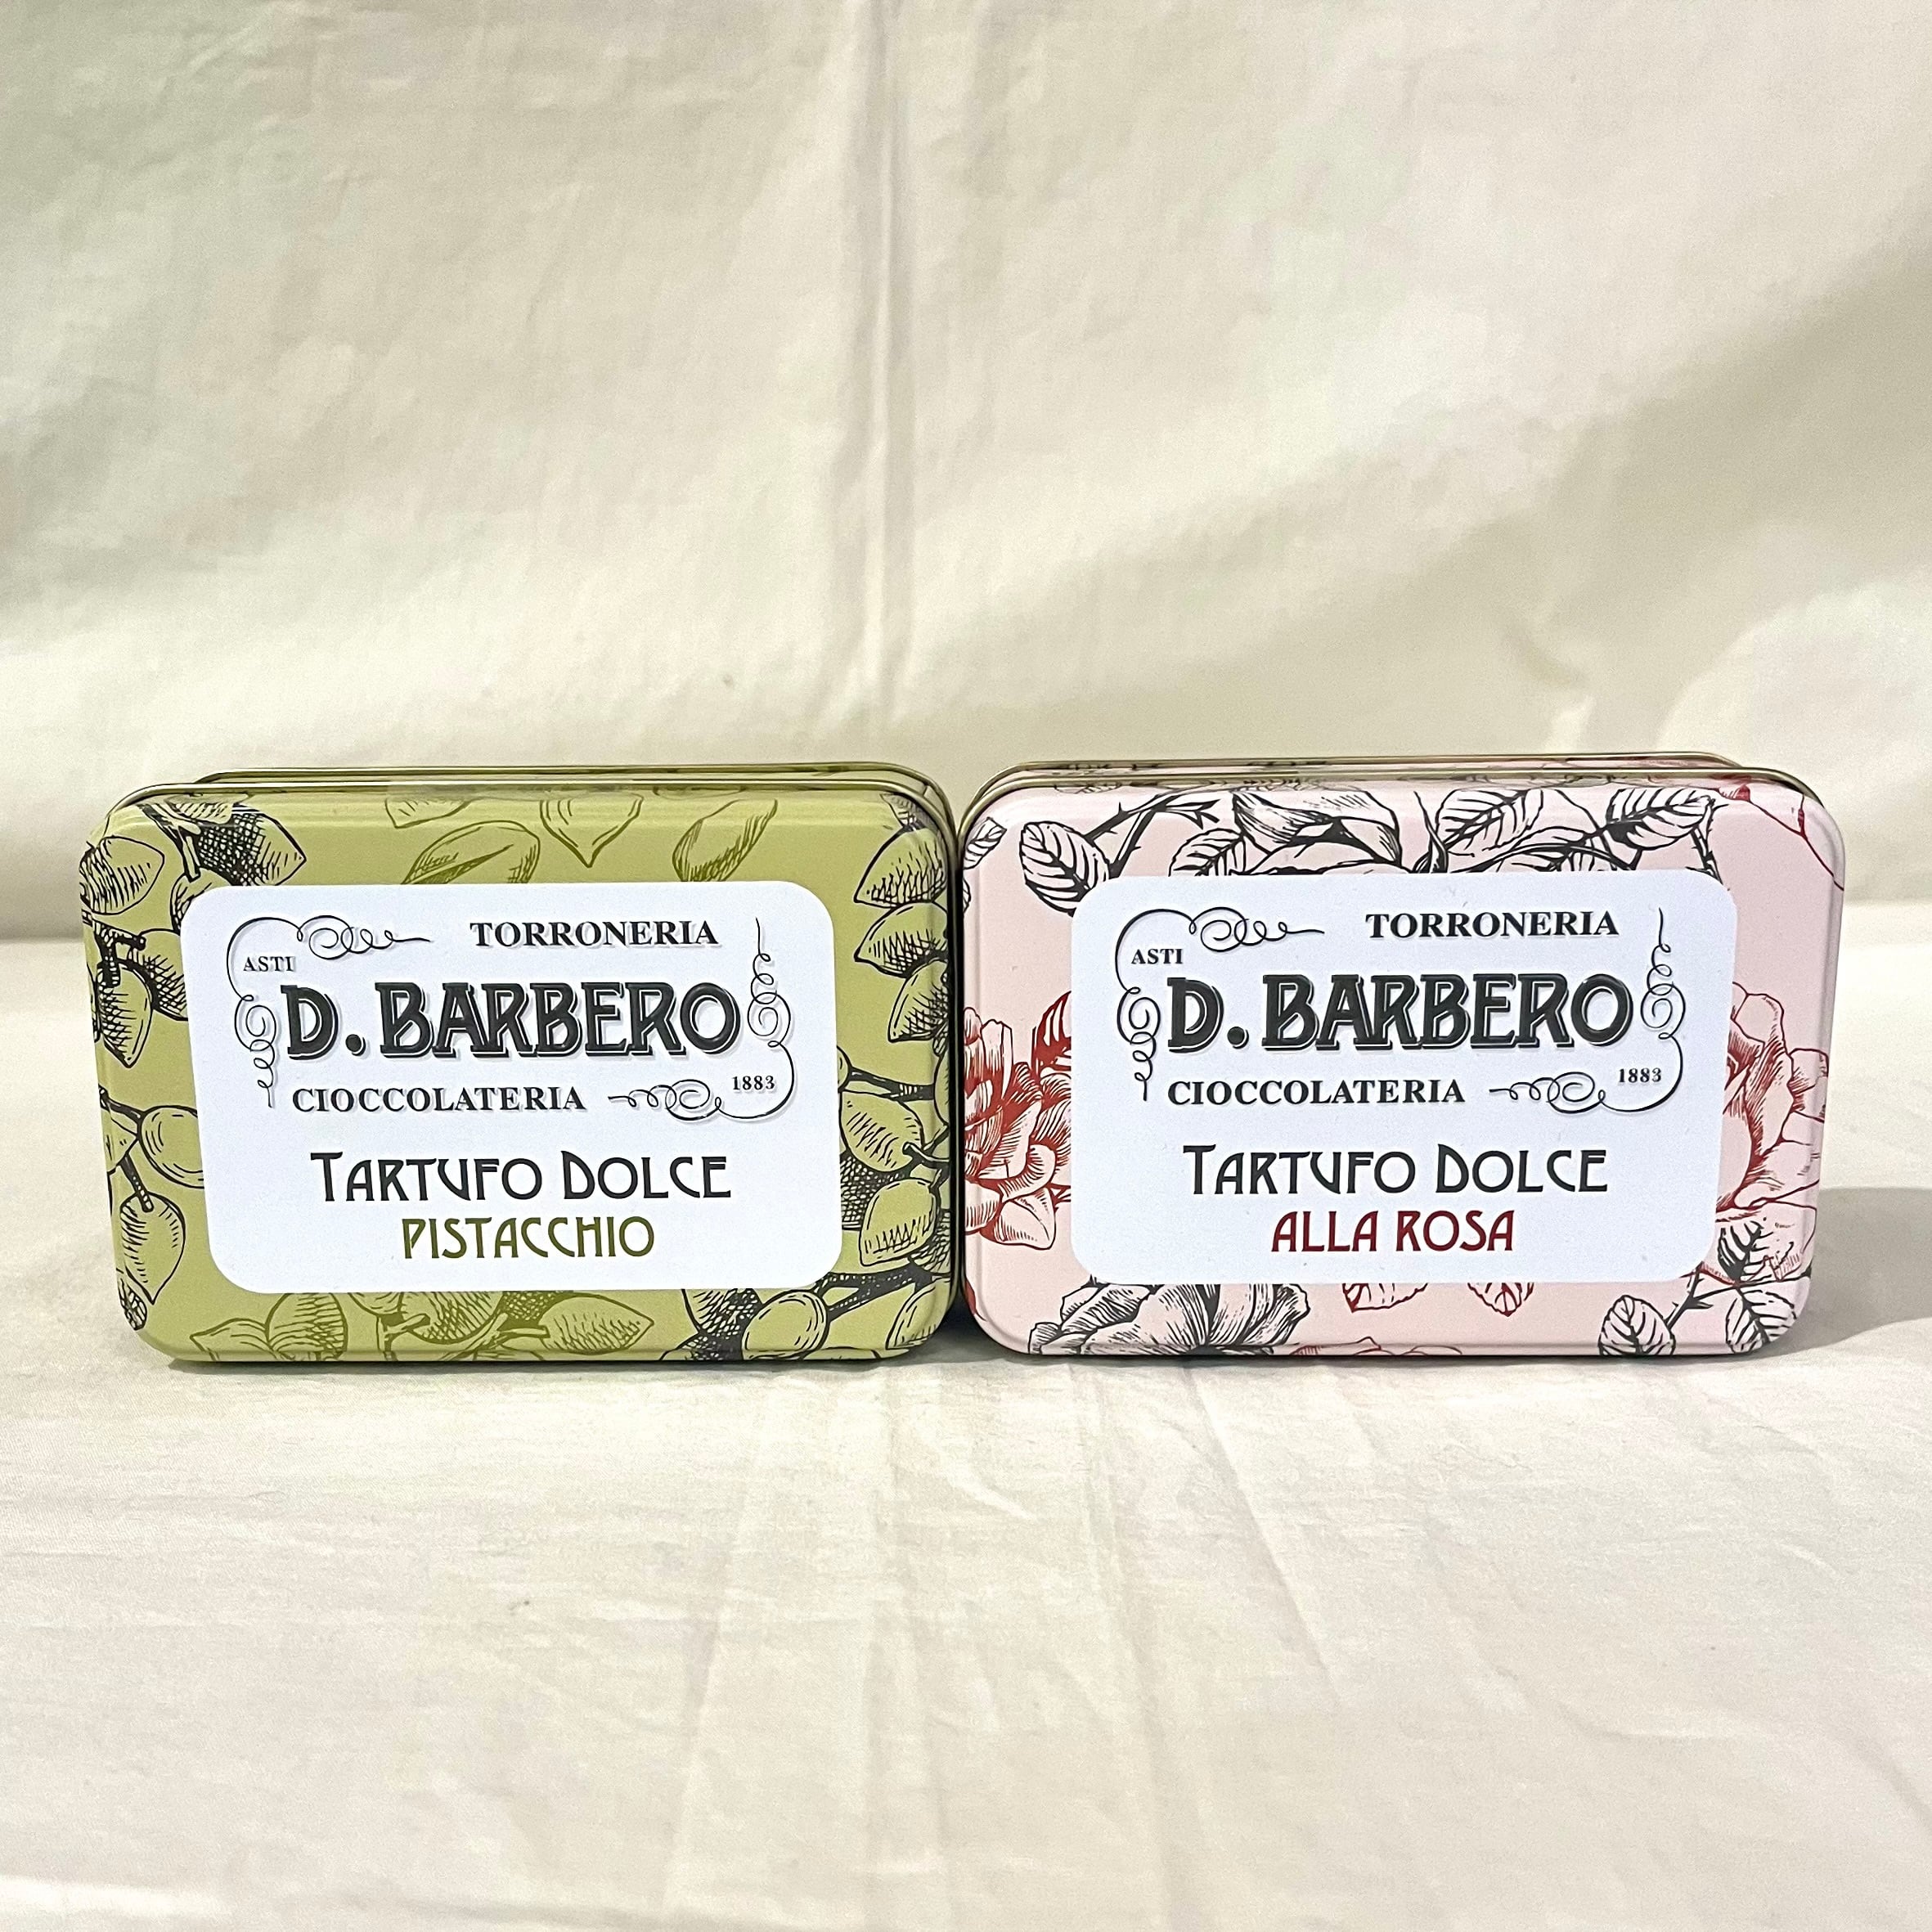 TORRONERIA
ASTI
D. BARBERO
1883
CIOCCOLATERIA
TARTUFO DOLCE
PISTACCHIO
TORRONERIA
ASTI
D. BARBERO
1883
CIOCCOLATERIA
TARTUFO DOLCE
ALLA ROSA